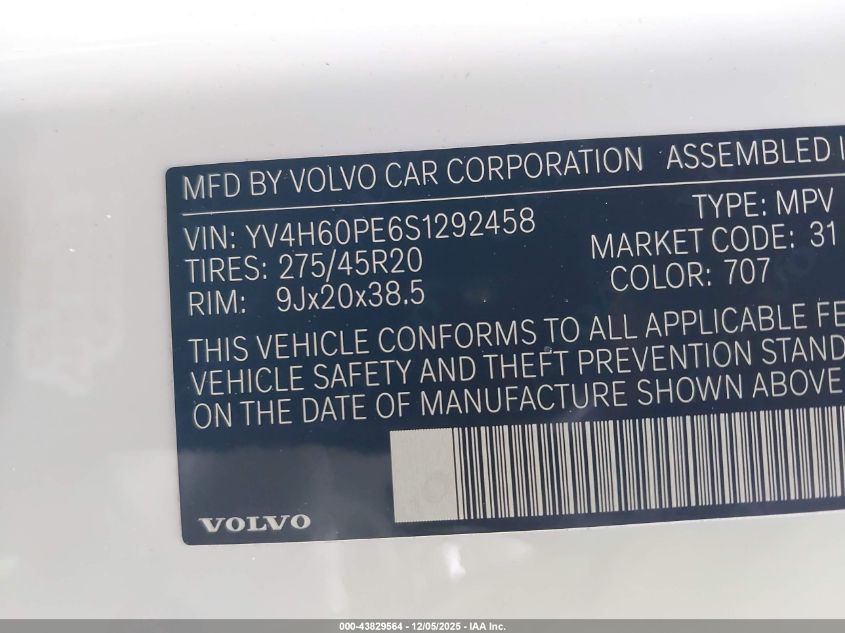 MFD BY VOLVO CAR CORPORATION ASSEMBLED
VIN: YV4H60PE6S1292458 TYPE: MPV
TIRES: 275/45R20 MARKET CODE: 31
RIM: 9Jx20x38.5 COLOR: 707
THIS VEHICLE CONFORMS TO ALL APPLICABLE FE
VEHICLE SAFETY AND THEFT PREVENTION STAND
ON THE DATE OF MANUFACTURE SHOWN ABOVE
VOLVO
000-43829564 - 12/05/2025 - IAA Inc.